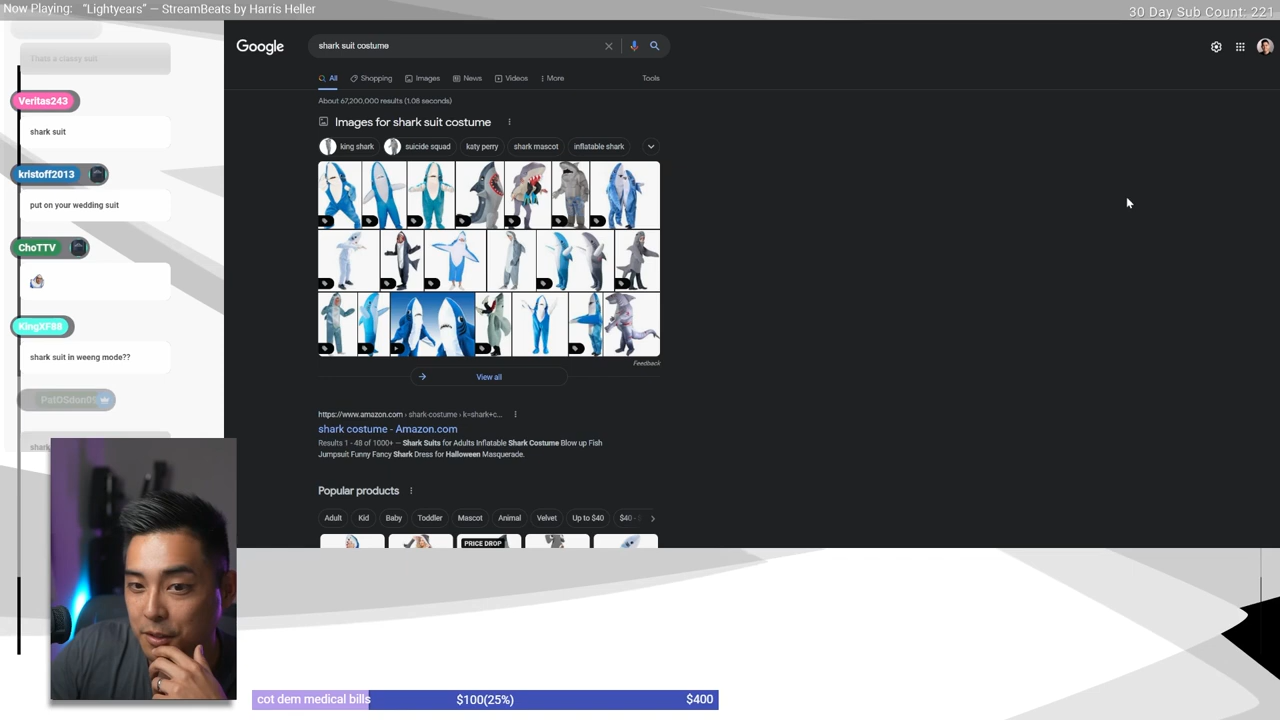 Now Playing: "Lightyears" — StreamBeats by Harris Heller
30 Day Sub Count: 221
Thats a classy suit
Veritas243
shark suit
kristoff2013
put on your wedding suit
ChoTTV
KingXF88
shark suit in weeng mode??
shark
Google
shark suit costume
All
Shopping
Images
News
Videos
More
Tools
About 67,200,000 results (1.08 seconds)
Images for shark suit costume
king shark
suicide squad
katy perry
shark mascot
inflatable shark
Feedback
View all
https://www.amazon.com › shark-costume › k=shark+c...
shark costume - Amazon.com
Results 1 - 48 of 1000+ — Shark Suits for Adults Inflatable Shark Costume Blow up Fish
Jumpsuit Funny Fancy Shark Dress for Halloween Masquerade.
Popular products
Adult
Kid
Baby
Toddler
Mascot
Animal
Velvet
Up to $40
$40 -
PRICE DROP
cot dem medical bills
$100(25%)
$400